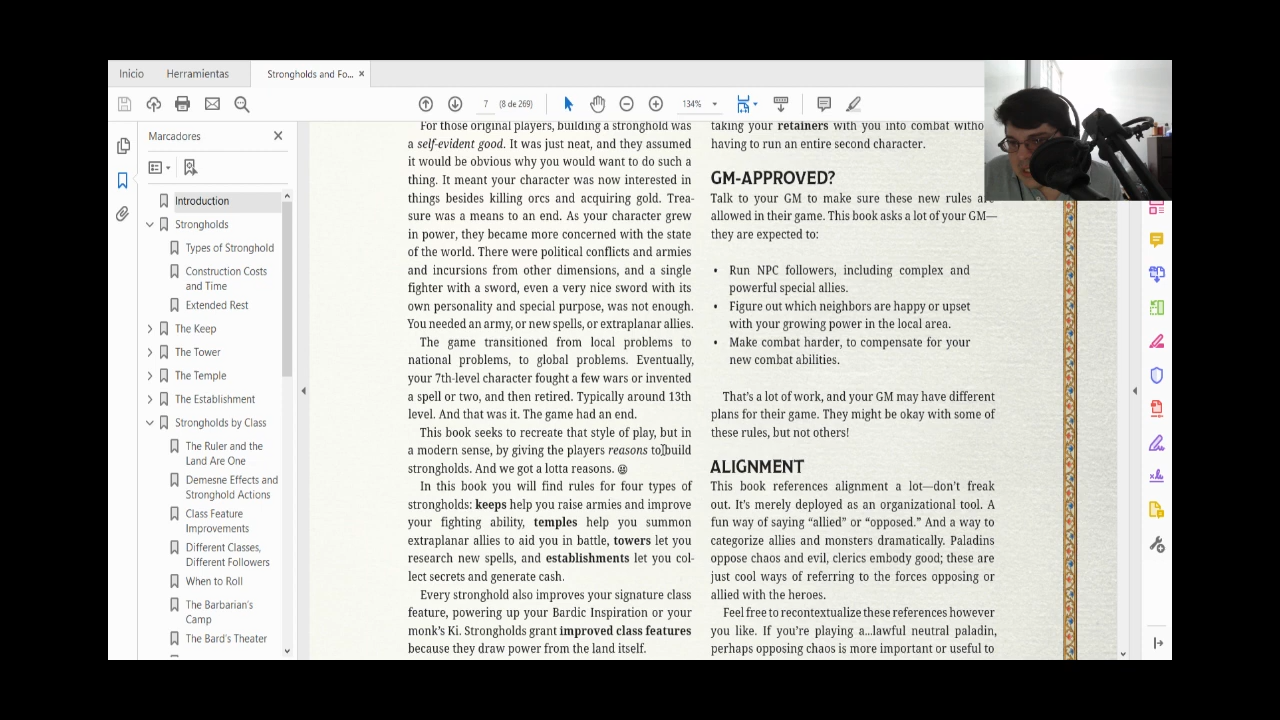 Inicio
Herramientas
Strongholds and Fo... ×
7
(8 de 269)
134%
Marcadores
Introduction
Strongholds
Types of Stronghold
Construction Costs
and Time
Extended Rest
The Keep
The Tower
The Temple
The Establishment
Strongholds by Class
The Ruler and the
Land Are One
Demesne Effects and
Stronghold Actions
Class Feature
Improvements
Different Classes,
Different Followers
When to Roll
The Barbarian's
Camp
The Bard's Theater
For those original players, building a stronghold was
a self-evident good. It was just neat, and they assumed
it would be obvious why you would want to do such a
thing. It meant your character was now interested in
things besides killing orcs and acquiring gold. Trea-
sure was a means to an end. As your character grew
in power, they became more concerned with the state
of the world. There were political conflicts and armies
and incursions from other dimensions, and a single
fighter with a sword, even a very nice sword with its
own personality and special purpose, was not enough.
You needed an army, or new spells, or extraplanar allies.
The game transitioned from local problems to
national problems, to global problems. Eventually,
your 7th-level character fought a few wars or invented
a spell or two, and then retired. Typically around 13th
level. And that was it. The game had an end.
This book seeks to recreate that style of play, but in
a modern sense, by giving the players reasons to build
strongholds. And we got a lotta reasons. 😀
In this book you will find rules for four types of
strongholds: keeps help you raise armies and improve
your fighting ability, temples help you summon
extraplanar allies to aid you in battle, towers let you
research new spells, and establishments let you col-
lect secrets and generate cash.
Every stronghold also improves your signature class
feature, powering up your Bardic Inspiration or your
monk's Ki. Strongholds grant improved class features
because they draw power from the land itself.
taking your retainers with you into combat
having to run an entire second character.
GM-APPROVED?
Talk to your GM to make sure these new rules
allowed in their game. This book asks a lot of your GM—
they are expected to:
• Run NPC followers, including complex and
powerful special allies.
• Figure out which neighbors are happy or upset
with your growing power in the local area.
• Make combat harder, to compensate for your
new combat abilities.
That's a lot of work, and your GM may have different
plans for their game. They might be okay with some of
these rules, but not others!
ALIGNMENT
This book references alignment a lot—don't freak
out. It's merely deployed as an organizational tool. A
fun way of saying “allied” or “opposed.” And a way to
categorize allies and monsters dramatically. Paladins
oppose chaos and evil, clerics embody good; these are
just cool ways of referring to the forces opposing or
allied with the heroes.
Feel free to recontextualize these references however
you like. If you're playing a...lawful neutral paladin,
perhaps opposing chaos is more important or useful to